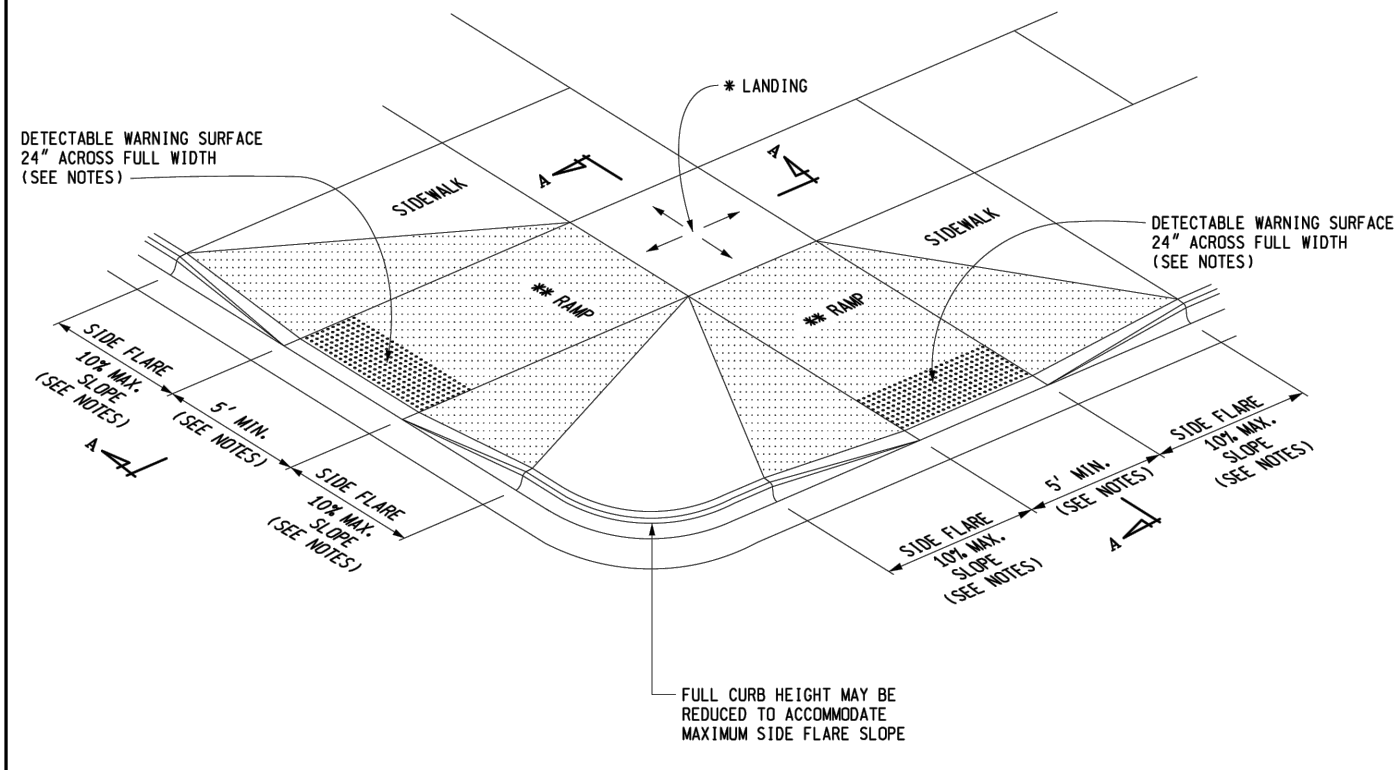 * LANDING
DETECTABLE WARNING SURFACE
24" ACROSS FULL WIDTH
(SEE NOTES)
SIDEWALK
A
A
SIDEWALK
DETECTABLE WARNING SURFACE
24" ACROSS FULL WIDTH
(SEE NOTES)
** RAMP
** RAMP
SIDE FLARE
10% MAX.
SLOPE
(SEE NOTES)
5' MIN.
(SEE NOTES)
SIDE FLARE
10% MAX.
SLOPE
(SEE NOTES)
A
SIDE FLARE
10% MAX.
SLOPE
(SEE NOTES)
5' MIN.
(SEE NOTES)
SIDE FLARE
10% MAX.
SLOPE
(SEE NOTES)
A
FULL CURB HEIGHT MAY BE
REDUCED TO ACCOMMODATE
MAXIMUM SIDE FLARE SLOPE